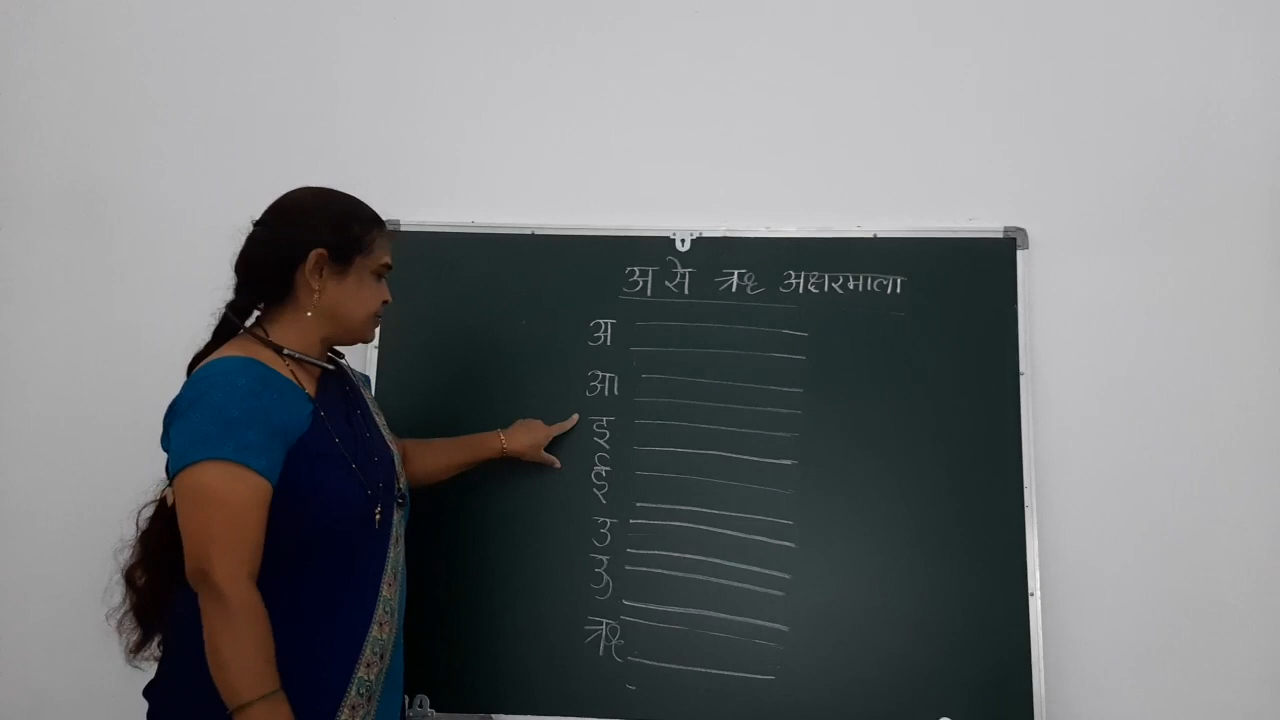 अ से ऋ अक्षरमाला
अ
आ
इ
ई
उ
ऊ
ऋ